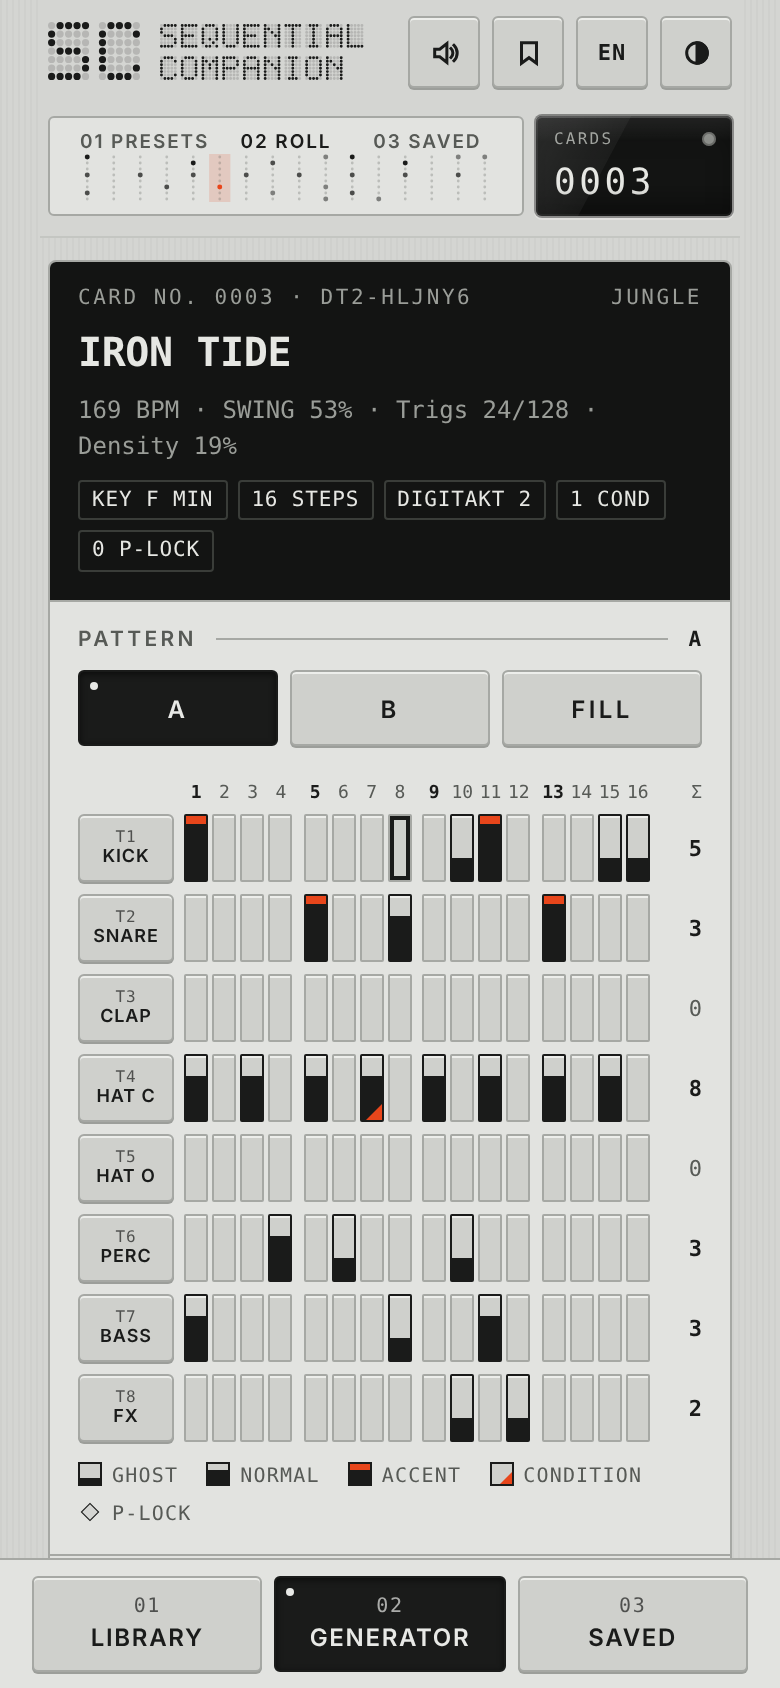 SC SEQUENTIAL COMPANION
EN
01 PRESETS 02 ROLL 03 SAVED
CARDS
0003
CARD NO. 0003 · DT2-HLJNY6 JUNGLE
IRON TIDE
169 BPM · SWING 53% · Trigs 24/128 ·
Density 19%
KEY F MIN 16 STEPS DIGITAKT 2 1 COND
0 P-LOCK
PATTERN A
A B FILL
1 2 3 4 5 6 7 8 9 10 11 12 13 14 15 16 Σ
T1
KICK 5
T2
SNARE 3
T3
CLAP 0
T4
HAT C 8
T5
HAT O 0
T6
PERC 3
T7
BASS 3
T8
FX 2
GHOST NORMAL ACCENT CONDITION
P-LOCK
01 02 03
LIBRARY GENERATOR SAVED